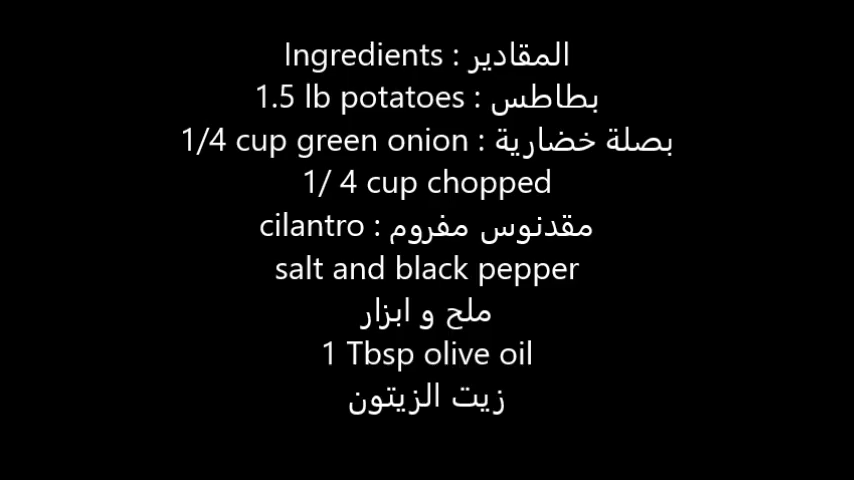 Ingredients : المقادير
1.5 lb potatoes : بطاطس
1/4 cup green onion : بصلة خضارية
1/ 4 cup chopped
cilantro : مقدنوس مفروم
salt and black pepper
ملح و ابزار
1 Tbsp olive oil
زيت الزيتون